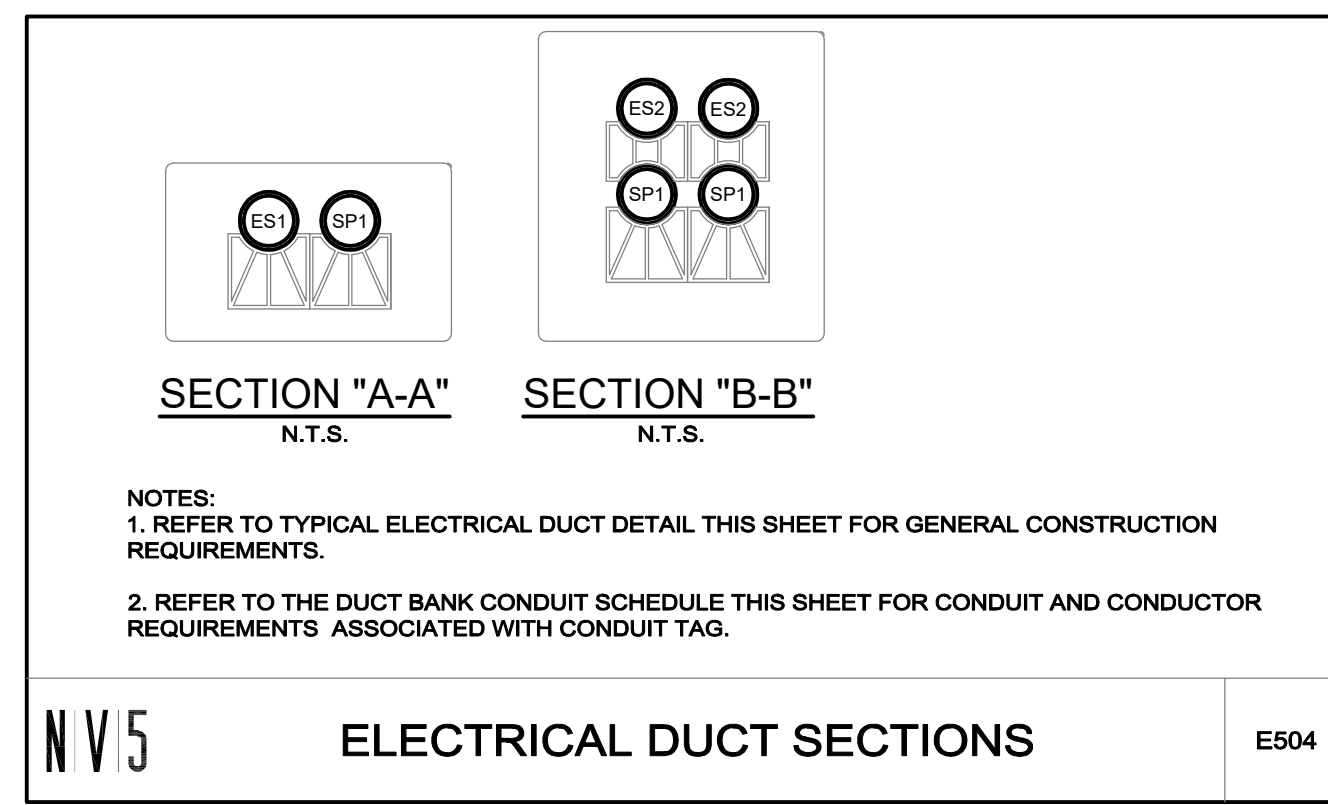 ES1 SP1
ES2 ES2
SP1 SP1
SECTION "A-A"
N.T.S.
SECTION "B-B"
N.T.S.
NOTES:
1. REFER TO TYPICAL ELECTRICAL DUCT DETAIL THIS SHEET FOR GENERAL CONSTRUCTION
REQUIREMENTS.
2. REFER TO THE DUCT BANK CONDUIT SCHEDULE THIS SHEET FOR CONDUIT AND CONDUCTOR
REQUIREMENTS ASSOCIATED WITH CONDUIT TAG.
N|V|5
ELECTRICAL DUCT SECTIONS
E504